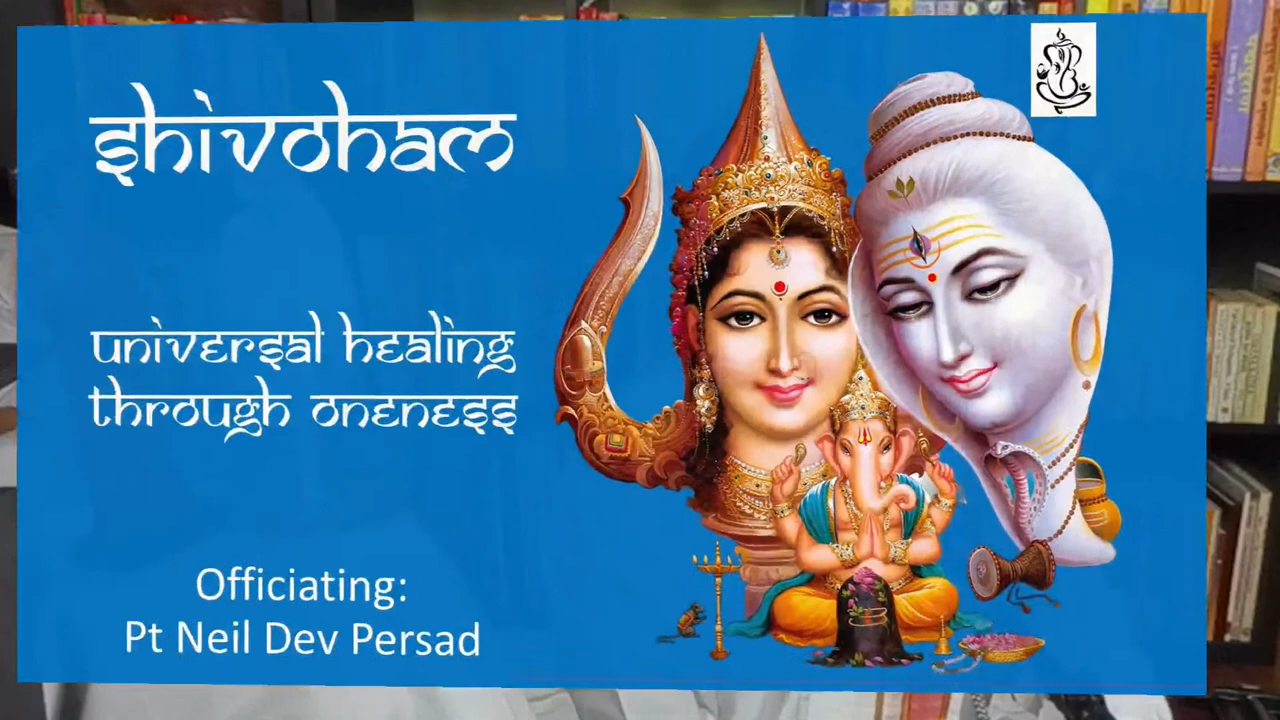 shivoham
universal healing
through oneness
Officiating:
Pt Neil Dev Persad